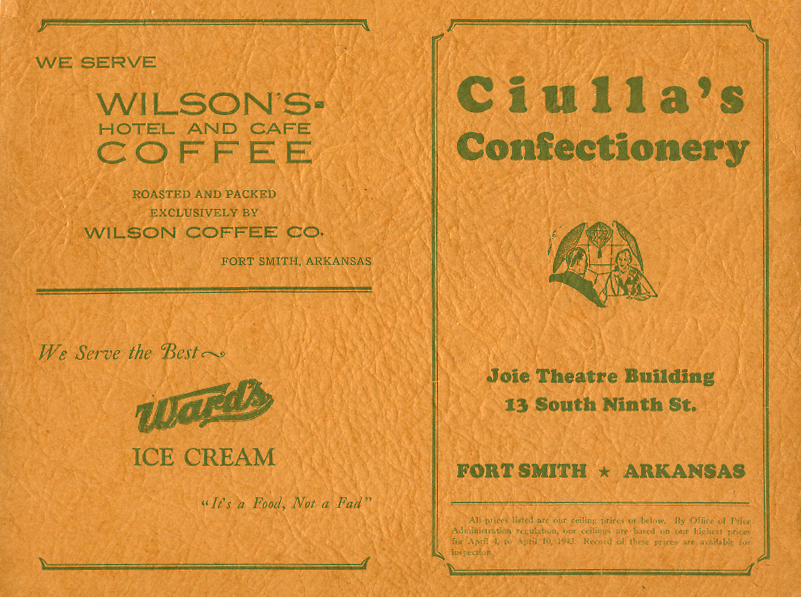 WE SERVE
WILSON'S
HOTEL AND CAFE
COFFEE
ROASTED AND PACKED
EXCLUSIVELY BY
WILSON COFFEE CO.
FORT SMITH, ARKANSAS
We Serve the Best
Ward's
ICE CREAM
"It's a Food, Not a Fad"
Ciulla's
Confectionery
Joie Theatre Building
13 South Ninth St.
FORT SMITH ★ ARKANSAS
All prices listed are our ceiling prices or below. By Office of Price
Administration regulation, our ceilings are based on our highest prices
for April 4, to April 10, 1943. Record of these prices are available for
inspection.